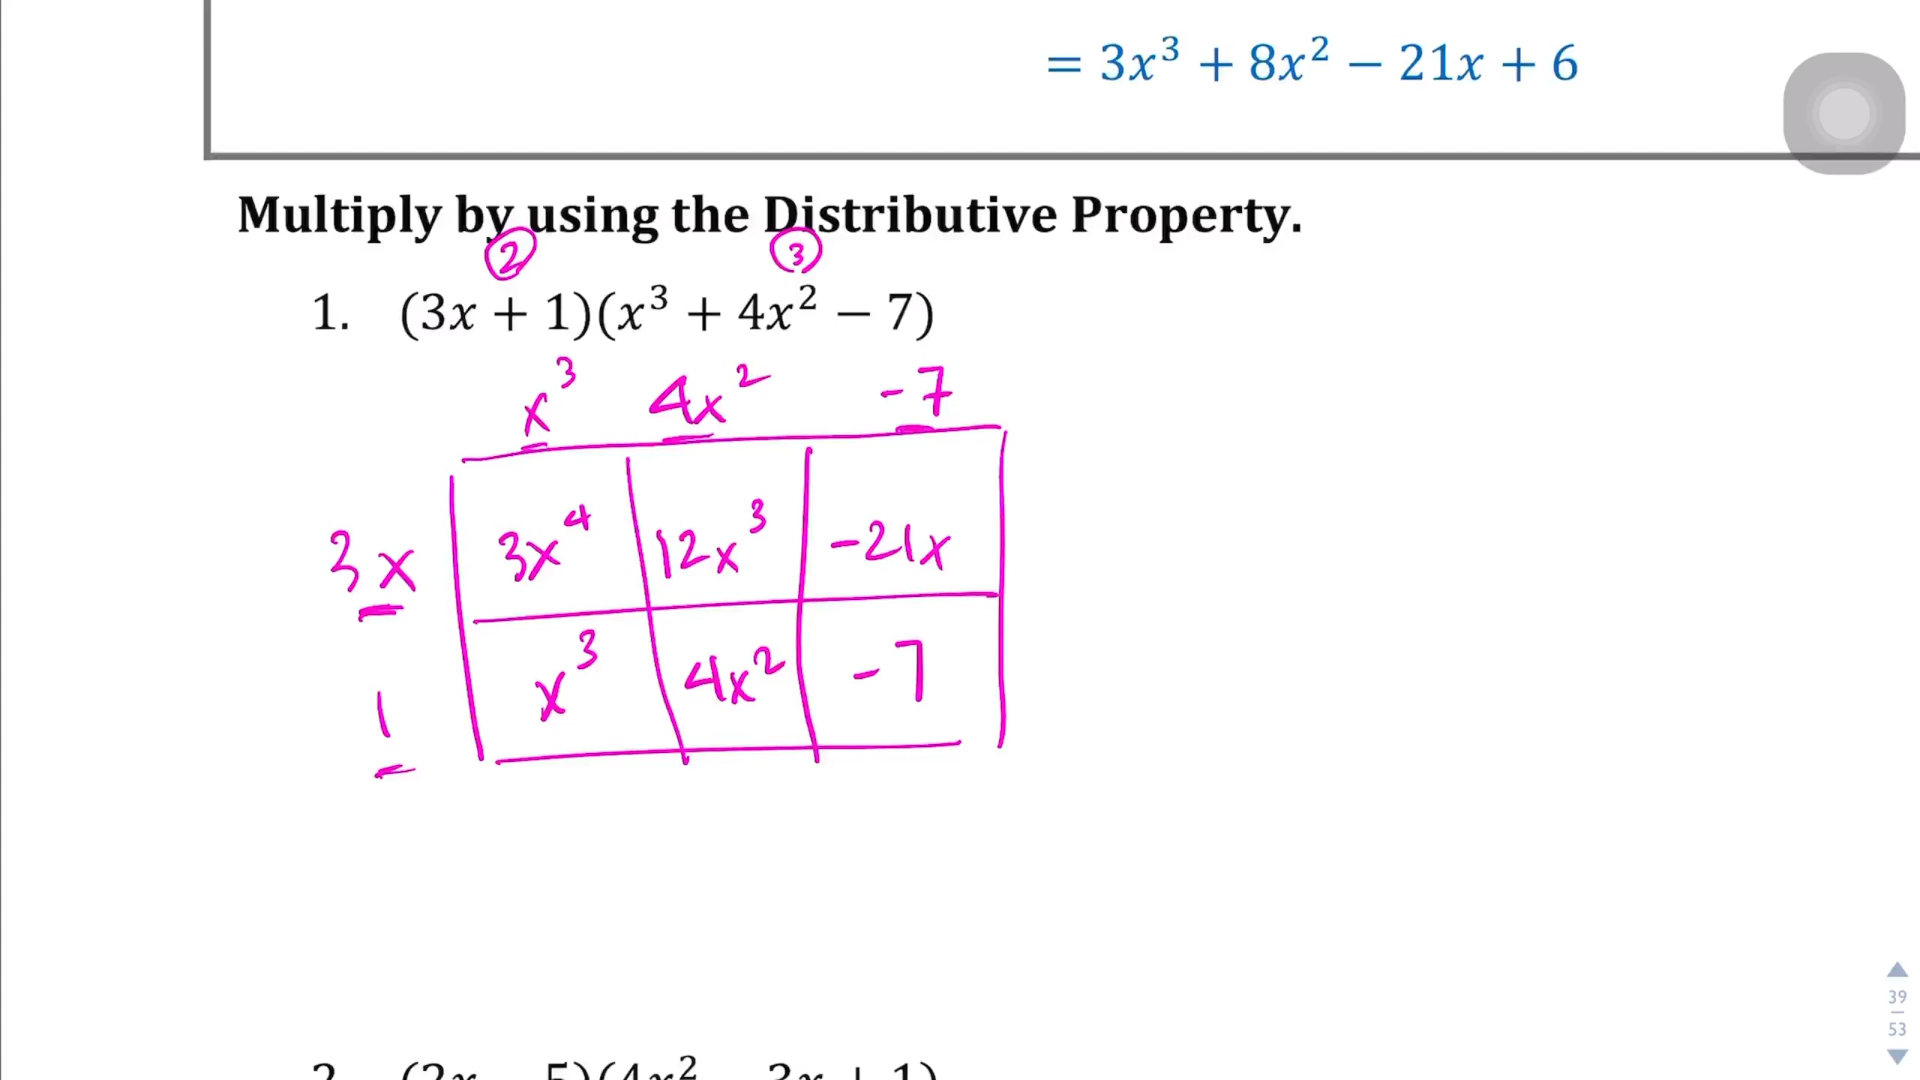 = 3x³ + 8x² − 21x + 6
Multiply by using the Distributive Property.
② ③
1. (3x + 1)(x³ + 4x² − 7)
x³ 4x² -7
3x 3x⁴ 12x³ -21x
1 x³ 4x² -7
39
53